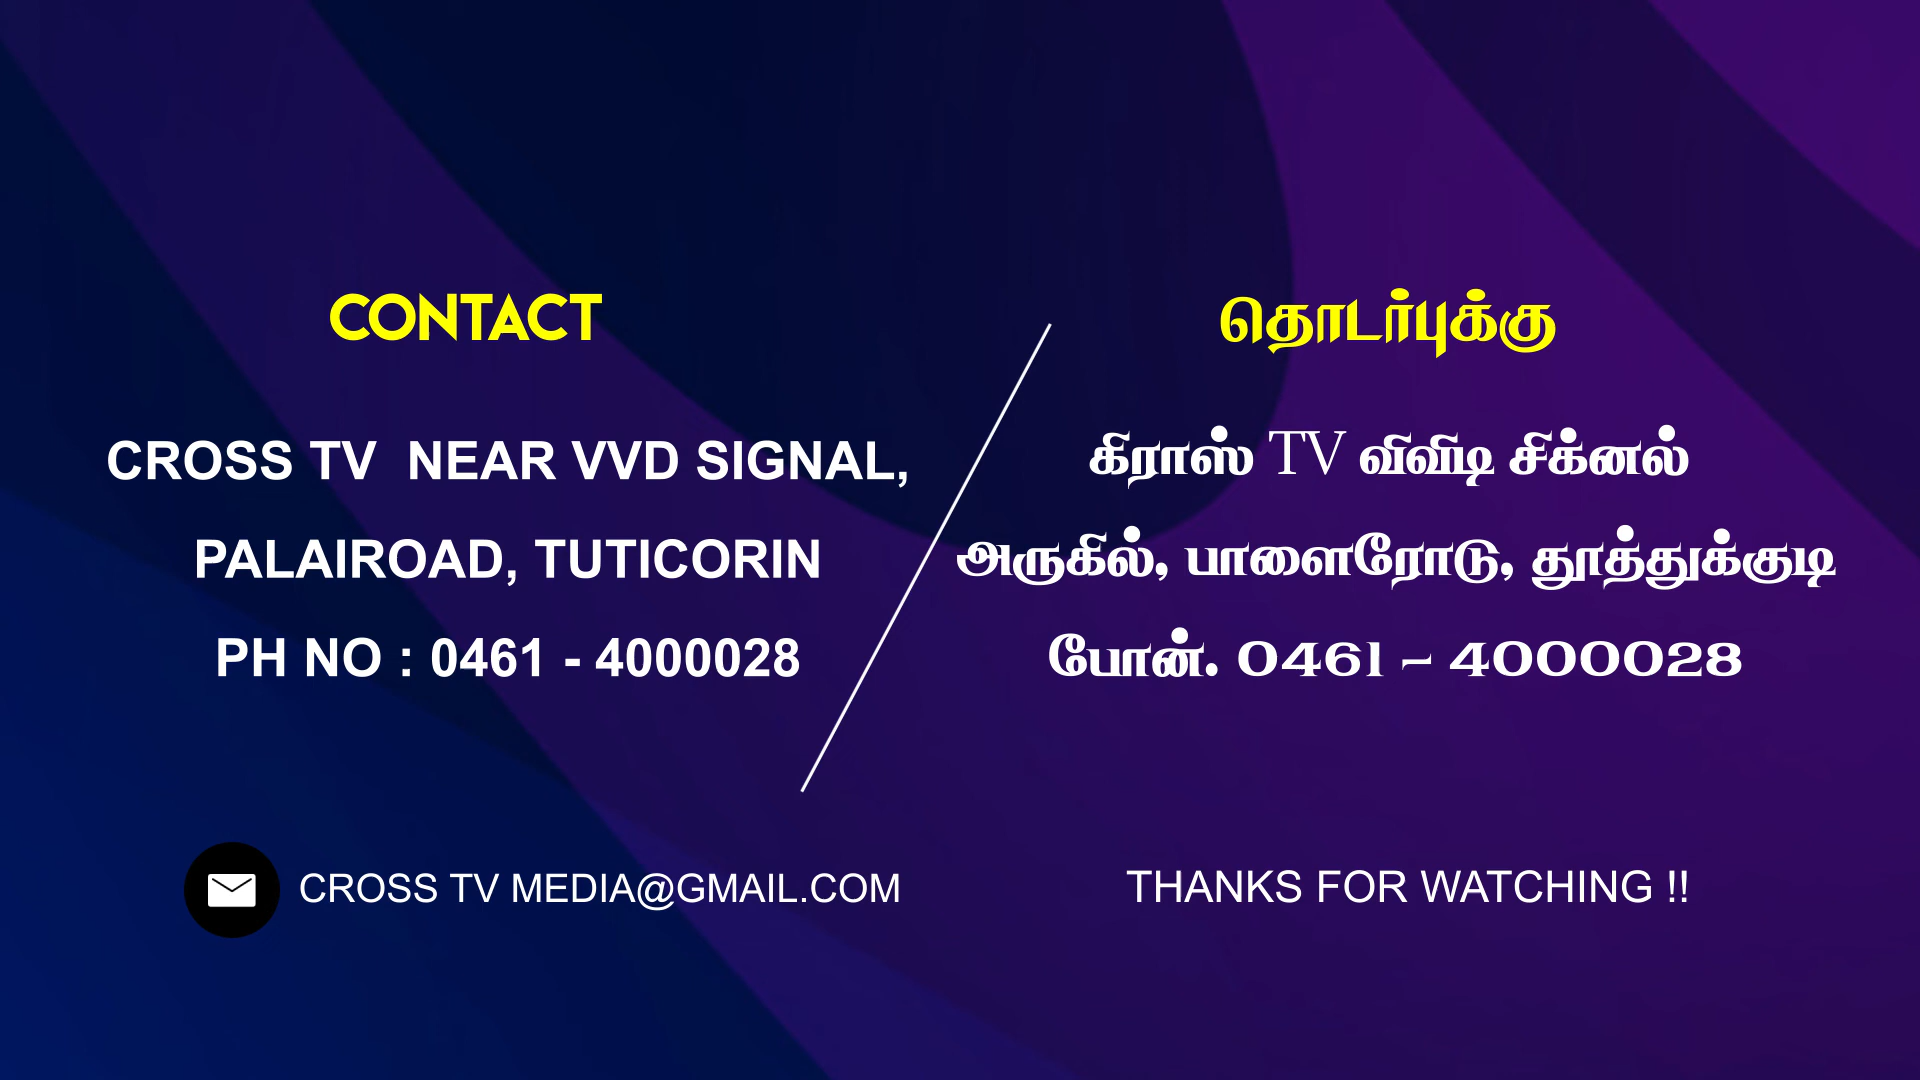 CONTACT
CROSS TV  NEAR VVD SIGNAL,
PALAIROAD, TUTICORIN
PH NO : 0461 - 4000028
தொடர்புக்கு
கிராஸ் TV விவிடி சிக்னல்
அருகில், பாளைரோடு, தூத்துக்குடி
போன். 0461 – 4000028
CROSS TV MEDIA@GMAIL.COM
THANKS FOR WATCHING !!